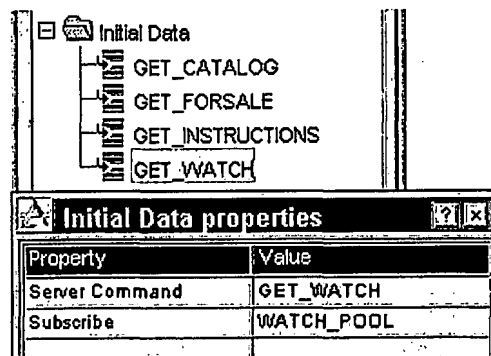 Initial Data
GET_CATALOG
GET_FORSALE
GET_INSTRUCTIONS
GET_WATCH
Initial Data properties
Property Value
Server Command GET_WATCH
Subscribe WATCH_POOL